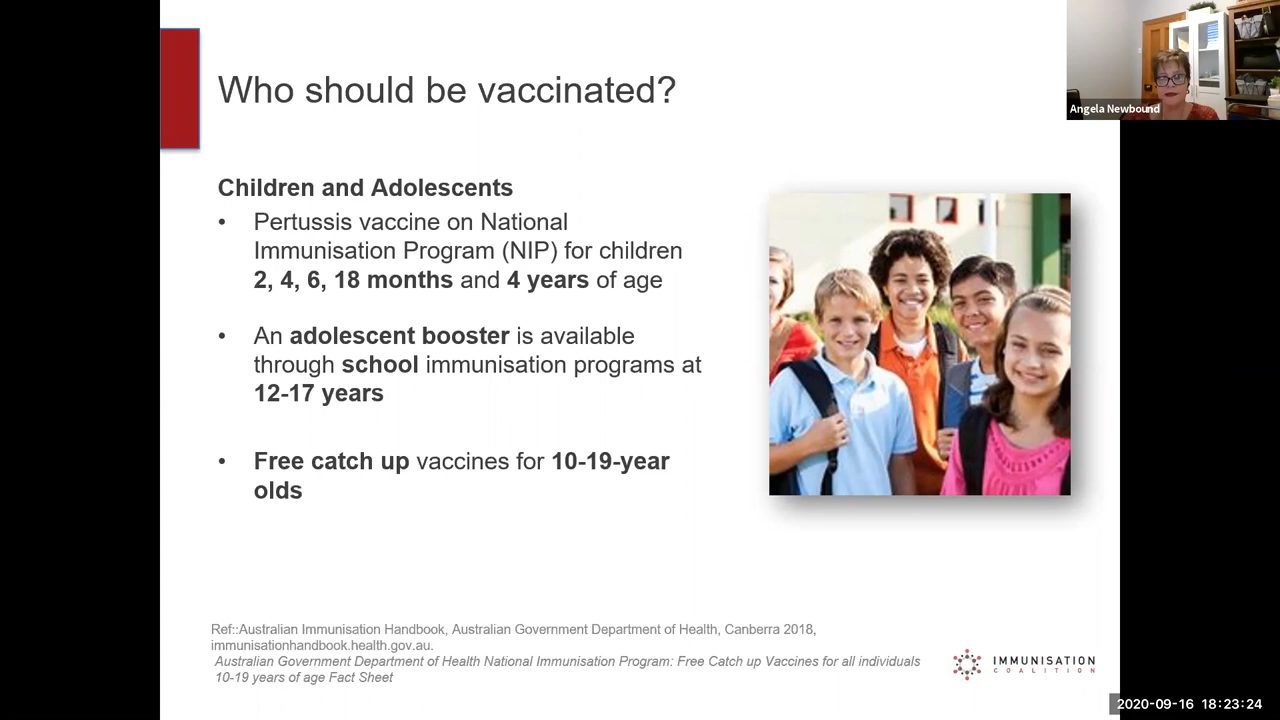 Who should be vaccinated?
Angela Newbound
Children and Adolescents
• Pertussis vaccine on National
Immunisation Program (NIP) for children
2, 4, 6, 18 months and 4 years of age
• An adolescent booster is available
through school immunisation programs at
12-17 years
• Free catch up vaccines for 10-19-year
olds
Ref::Australian Immunisation Handbook, Australian Government Department of Health, Canberra 2018,
immunisationhandbook.health.gov.au.
Australian Government Department of Health National Immunisation Program: Free Catch up Vaccines for all individuals
10-19 years of age Fact Sheet
IMMUNISATION
COALITION
2020-09-16 18:23:24